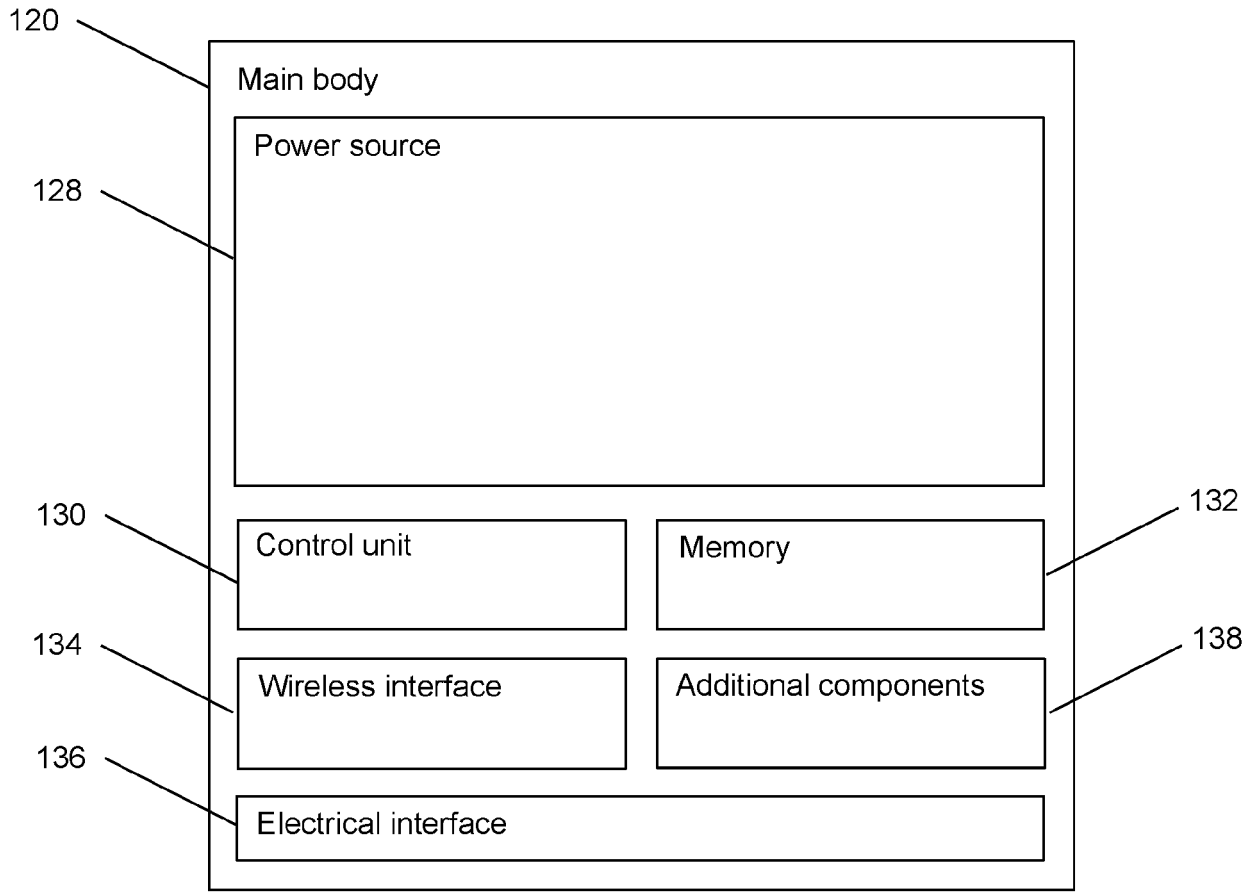 120
Main body
Power source
128
130
Control unit
Memory
132
134
Wireless interface
Additional components
138
136
Electrical interface